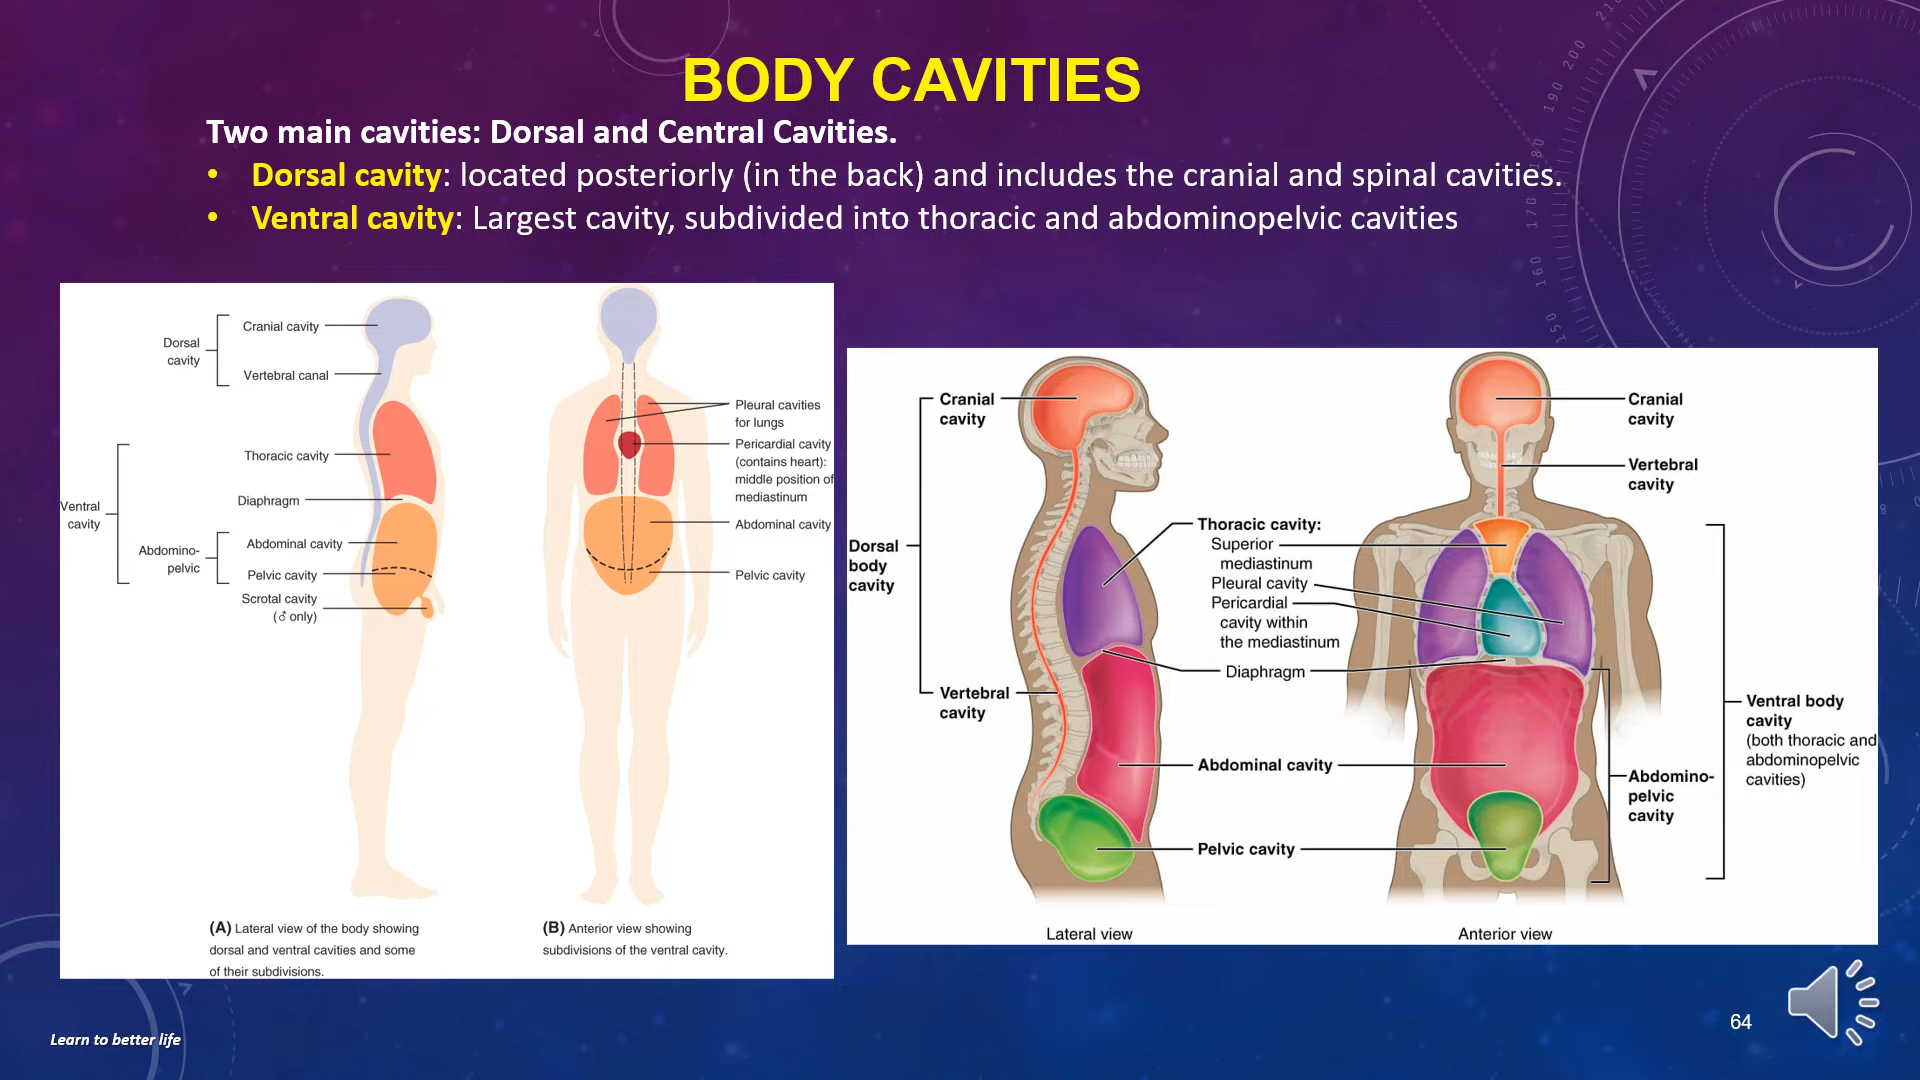 BODY CAVITIES
Two main cavities: Dorsal and Central Cavities.
• Dorsal cavity: located posteriorly (in the back) and includes the cranial and spinal cavities.
• Ventral cavity: Largest cavity, subdivided into thoracic and abdominopelvic cavities
Dorsal
cavity
Cranial cavity
Vertebral canal
Ventral
cavity
Thoracic cavity
Diaphragm
Abdomino-
pelvic
Abdominal cavity
Pelvic cavity
Scrotal cavity
(♂ only)
Pleural cavities
for lungs
Pericardial cavity
(contains heart):
middle position of
mediastinum
Abdominal cavity
Pelvic cavity
(A) Lateral view of the body showing
dorsal and ventral cavities and some
of their subdivisions.
(B) Anterior view showing
subdivisions of the ventral cavity.
Cranial
cavity
Dorsal
body
cavity
Vertebral
cavity
Thoracic cavity:
Superior
mediastinum
Pleural cavity
Pericardial
cavity within
the mediastinum
Diaphragm
Abdominal cavity
Pelvic cavity
Cranial
cavity
Vertebral
cavity
Ventral body
cavity
(both thoracic and
abdominopelvic
cavities)
Abdomino-
pelvic
cavity
Lateral view
Anterior view
210
200
190
180
170
160
150
Learn to better life
64